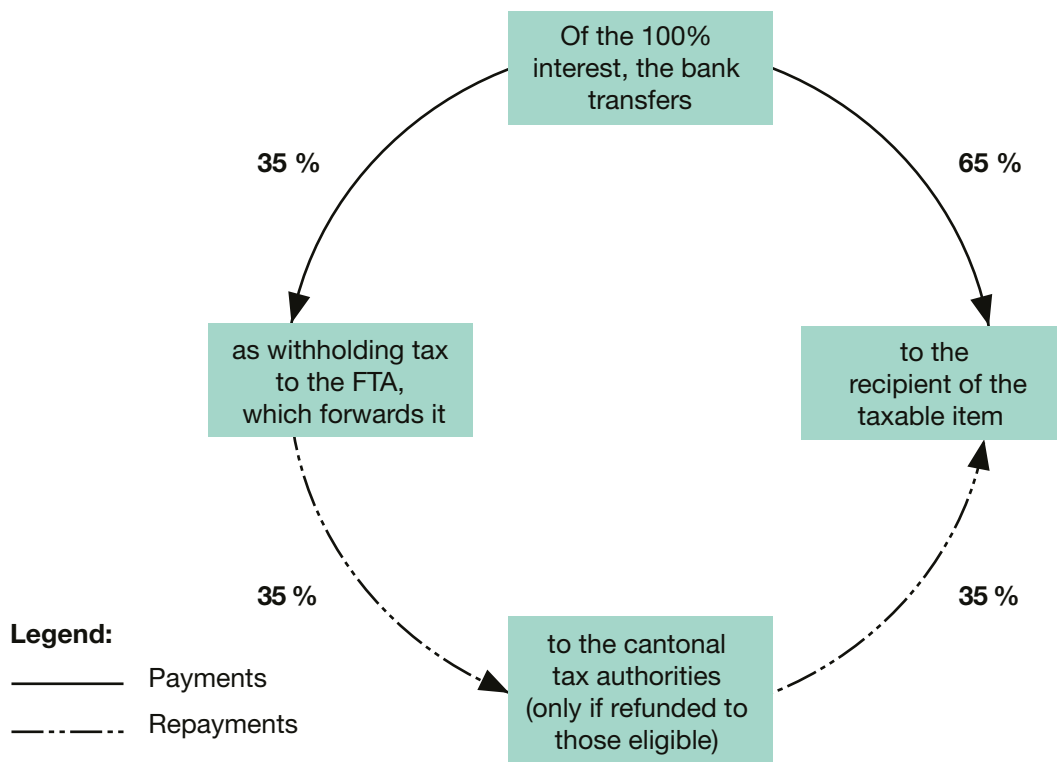 Of the 100%
interest, the bank
transfers
35 %
65 %
as withholding tax
to the FTA,
which forwards it
to the
recipient of the
taxable item
35 %
35 %
to the cantonal
tax authorities
(only if refunded to
those eligible)
Legend:
Payments
Repayments